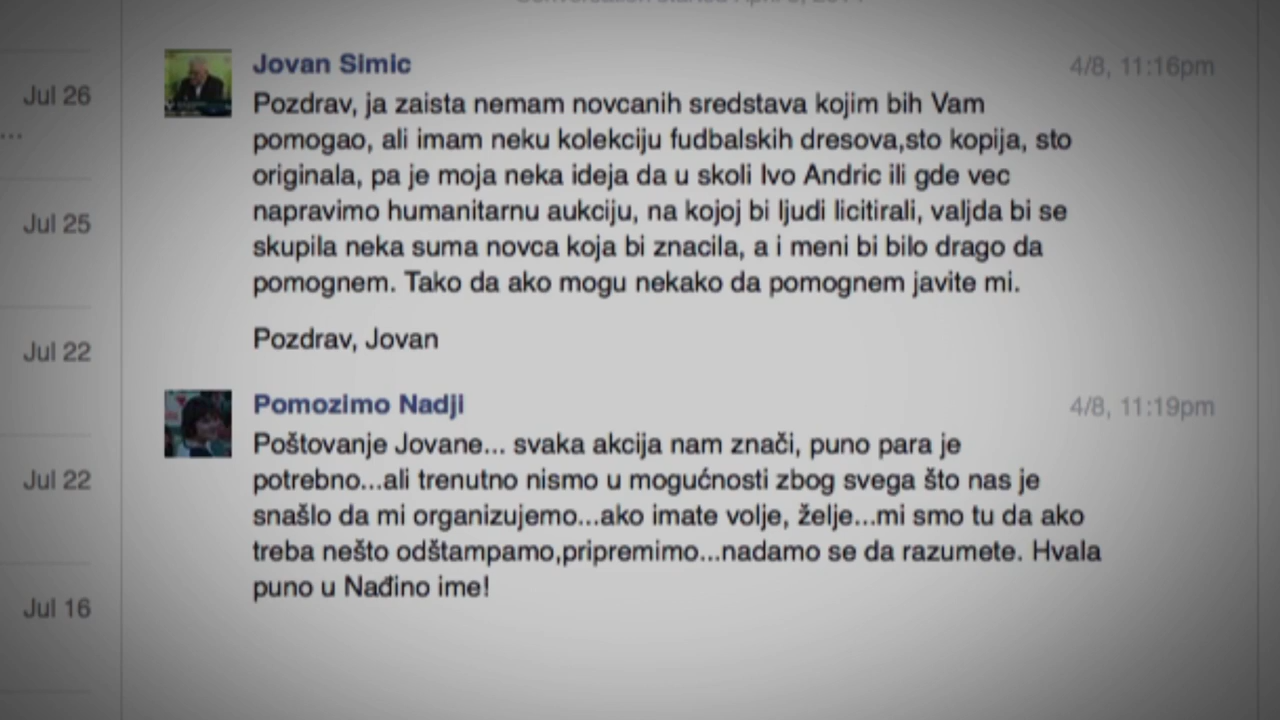 Jul 26
...
Jul 25
Jul 22
Jul 22
Jul 16
Jovan Simic
4/8, 11:16pm
Pozdrav, ja zaista nemam novcanih sredstava kojim bih Vam
pomogao, ali imam neku kolekciju fudbalskih dresova,sto kopija, sto
originala, pa je moja neka ideja da u skoli Ivo Andric ili gde vec
napravimo humanitarnu aukciju, na kojoj bi ljudi licitirali, valjda bi se
skupila neka suma novca koja bi znacila, a i meni bi bilo drago da
pomognem. Tako da ako mogu nekako da pomognem javite mi.
Pozdrav, Jovan
Pomozimo Nadji
4/8, 11:19pm
Poštovanje Jovane... svaka akcija nam znači, puno para je
potrebno...ali trenutno nismo u mogućnosti zbog svega što nas je
snašlo da mi organizujemo...ako imate volje, želje...mi smo tu da ako
treba nešto odštampamo,pripremimo...nadamo se da razumete. Hvala
puno u Nađino ime!